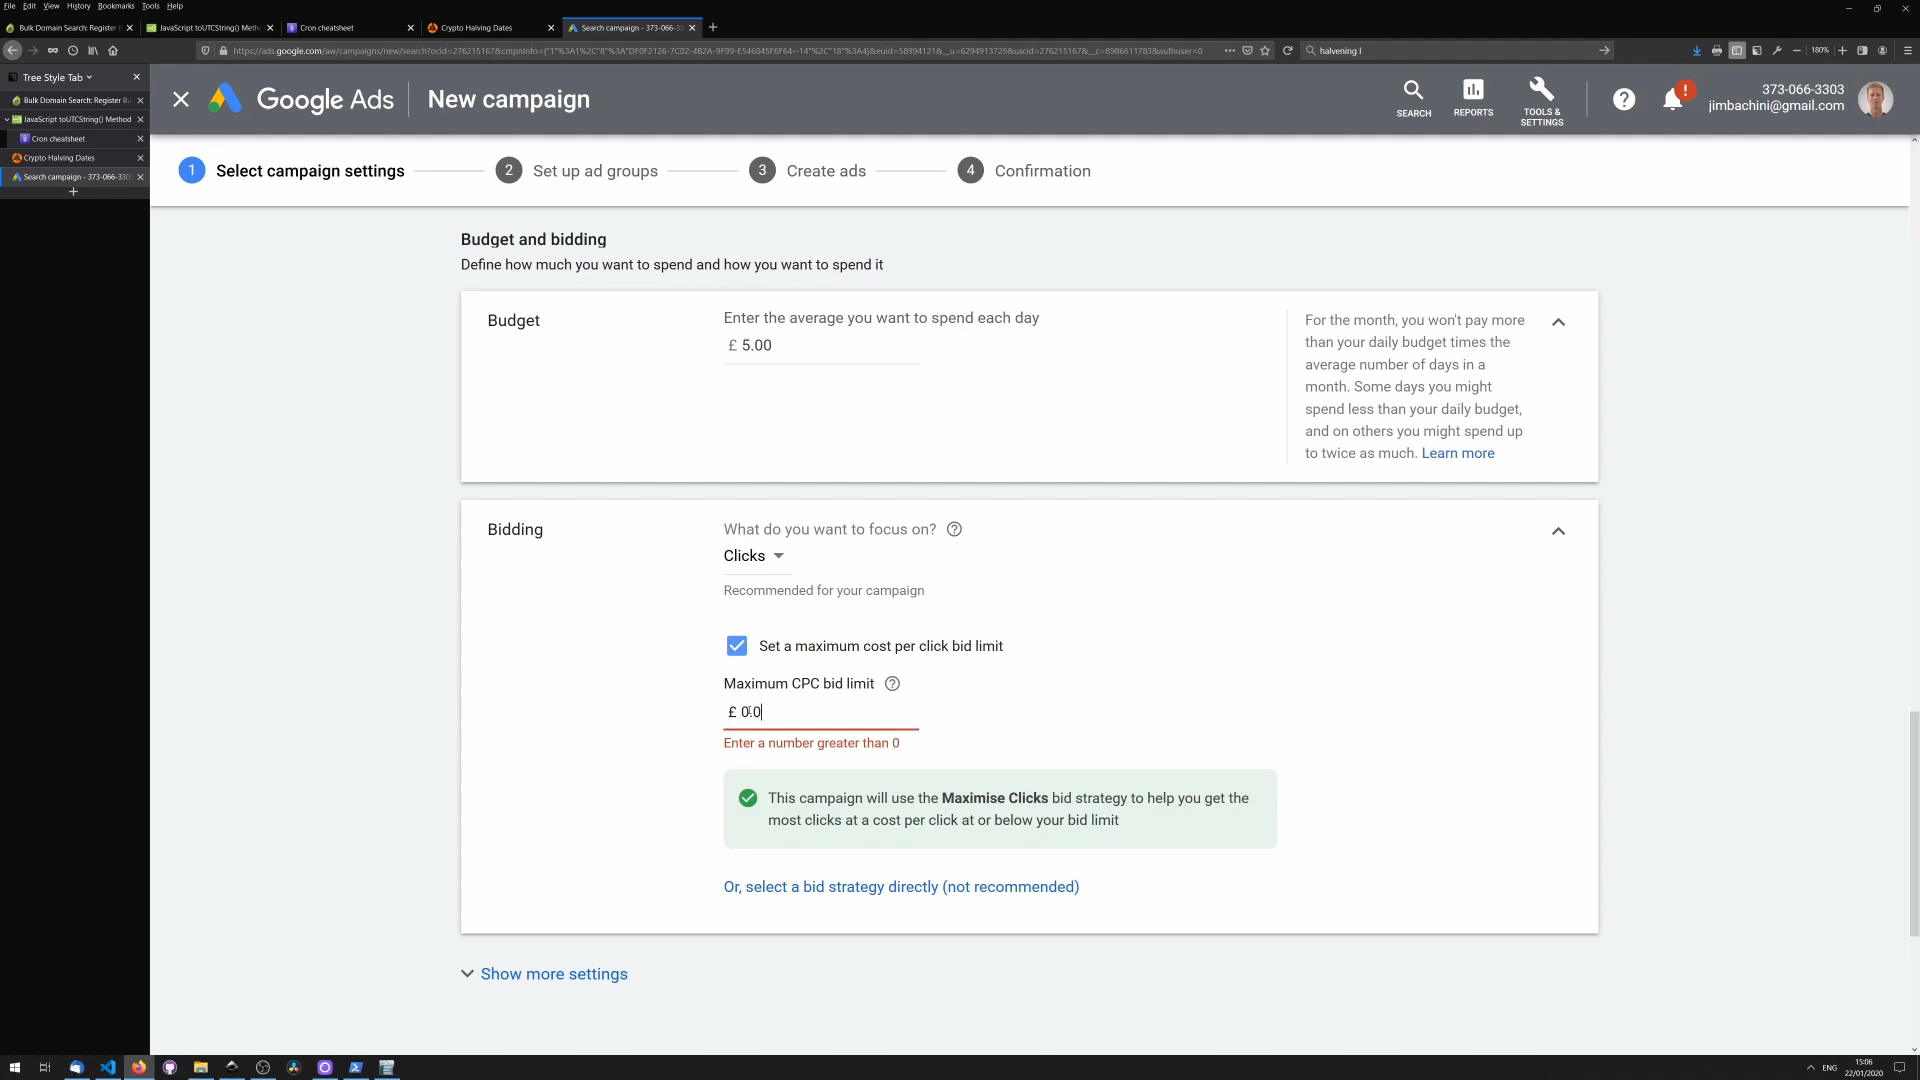 File Edit View History Bookmarks Tools Help
Bulk Domain Search: Register B
JavaScript toUTCString() Meth
Cron cheatsheet
Crypto Halving Dates
Search campaign - 373-066-33
halvening l
180%
Tree Style Tab
Bulk Domain Search: Register Bu
JavaScript toUTCString() Method
Cron cheatsheet
Crypto Halving Dates
Search campaign - 373-066-330
Google Ads
New campaign
SEARCH
REPORTS
TOOLS &
SETTINGS
373-066-3303
jimbachini@gmail.com
1 Select campaign settings
2 Set up ad groups
3 Create ads
4 Confirmation
Budget and bidding
Define how much you want to spend and how you want to spend it
Budget
Enter the average you want to spend each day
£ 5.00
For the month, you won't pay more
than your daily budget times the
average number of days in a
month. Some days you might
spend less than your daily budget,
and on others you might spend up
to twice as much. Learn more
Bidding
What do you want to focus on?
Clicks
Recommended for your campaign
Set a maximum cost per click bid limit
Maximum CPC bid limit
£ 0.0
Enter a number greater than 0
This campaign will use the Maximise Clicks bid strategy to help you get the
most clicks at a cost per click at or below your bid limit
Or, select a bid strategy directly (not recommended)
Show more settings
ENG
15:06
22/01/2020